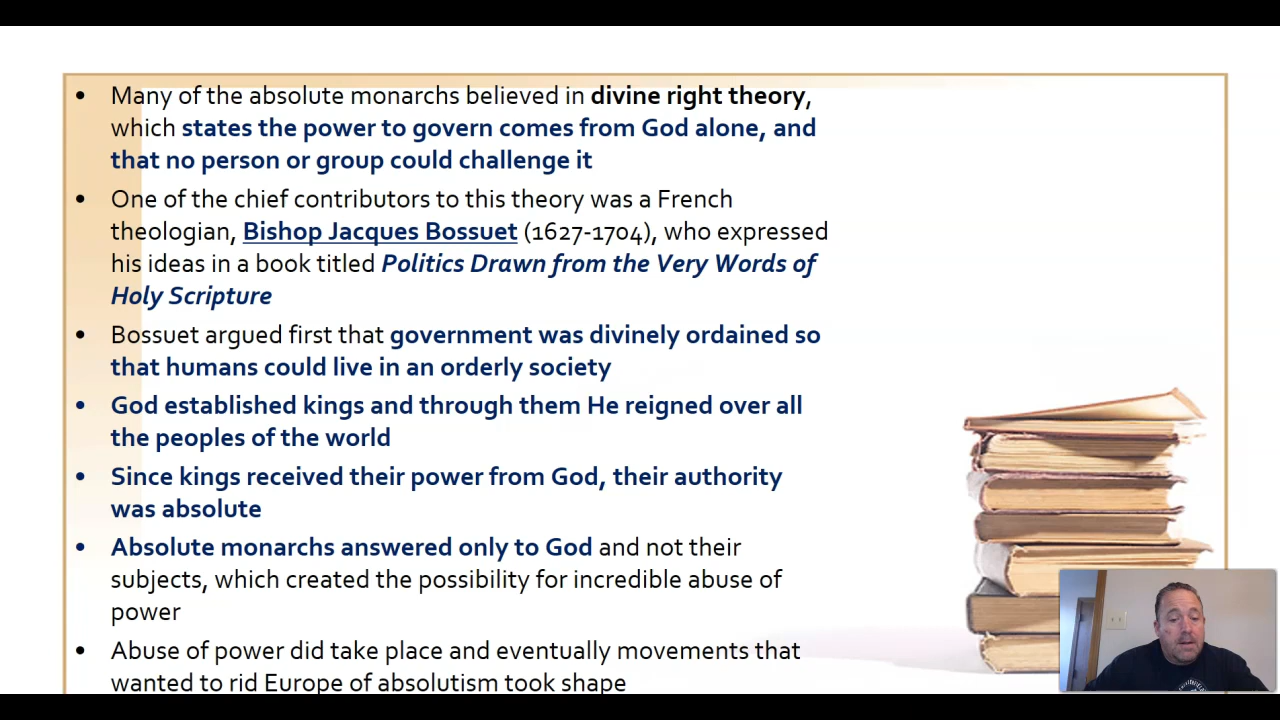 • Many of the absolute monarchs believed in divine right theory,
which states the power to govern comes from God alone, and
that no person or group could challenge it
• One of the chief contributors to this theory was a French
theologian, Bishop Jacques Bossuet (1627-1704), who expressed
his ideas in a book titled Politics Drawn from the Very Words of
Holy Scripture
• Bossuet argued first that government was divinely ordained so
that humans could live in an orderly society
• God established kings and through them He reigned over all
the peoples of the world
• Since kings received their power from God, their authority
was absolute
• Absolute monarchs answered only to God and not their
subjects, which created the possibility for incredible abuse of
power
• Abuse of power did take place and eventually movements that
wanted to rid Europe of absolutism took shape